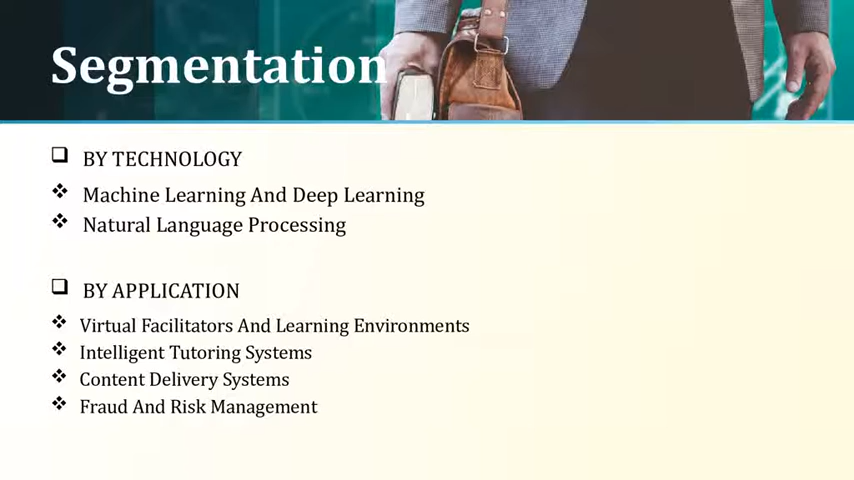 Segmentation
BY TECHNOLOGY
Machine Learning And Deep Learning
Natural Language Processing
BY APPLICATION
Virtual Facilitators And Learning Environments
Intelligent Tutoring Systems
Content Delivery Systems
Fraud And Risk Management